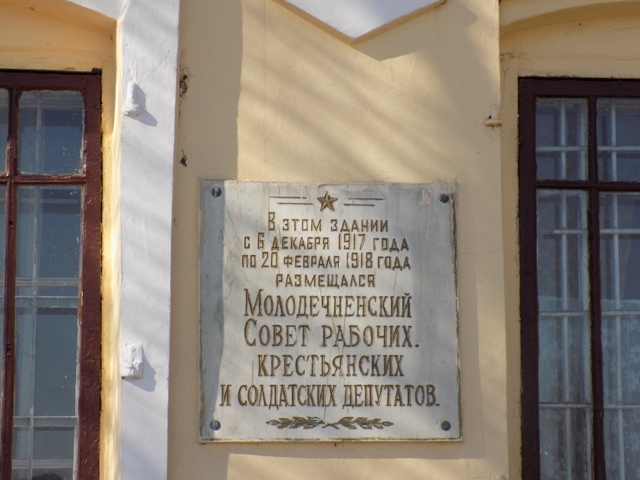 В ЭТОМ ЗДАНИИ
С 6 ДЕКАБРЯ 1917 ГОДА
ПО 20 ФЕВРАЛЯ 1918 ГОДА
РАЗМЕЩАЛСЯ
МОЛОДЕЧНЕНСКИЙ
СОВЕТ РАБОЧИХ.
КРЕСТЬЯНСКИХ
И СОЛДАТСКИХ ДЕПУТАТОВ.